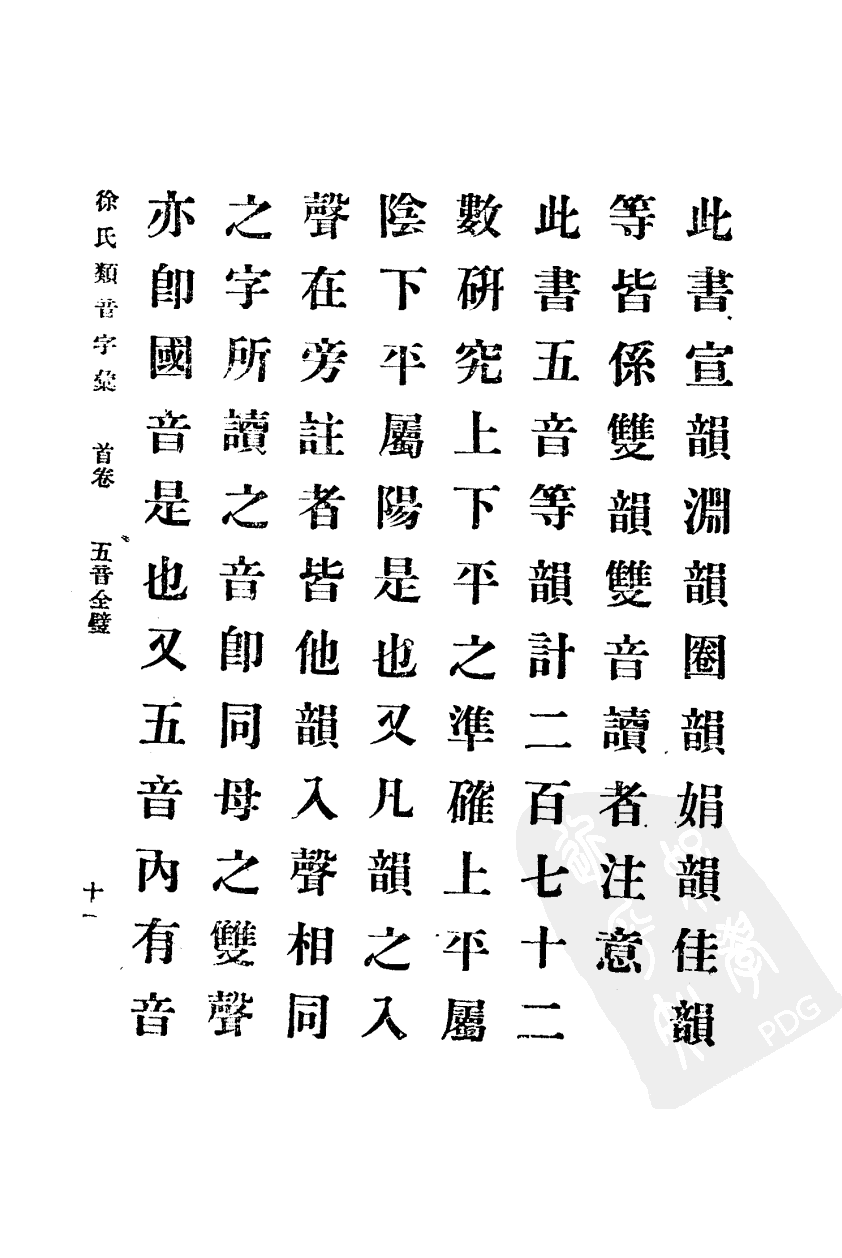 此書宣韻淵韻圈韻娟韻佳韻
等皆係雙韻雙音讀者注意
此書五音等韻計二百七十二
數研究上下平之準確上平屬
陰下平屬陽是也又凡韻之入
聲在旁註者皆他韻入聲相同
之字所讀之音卽同母之雙聲
亦卽國音是也又五音內有音
徐氏類音字彙 首卷 五音全璧 十一
PDG